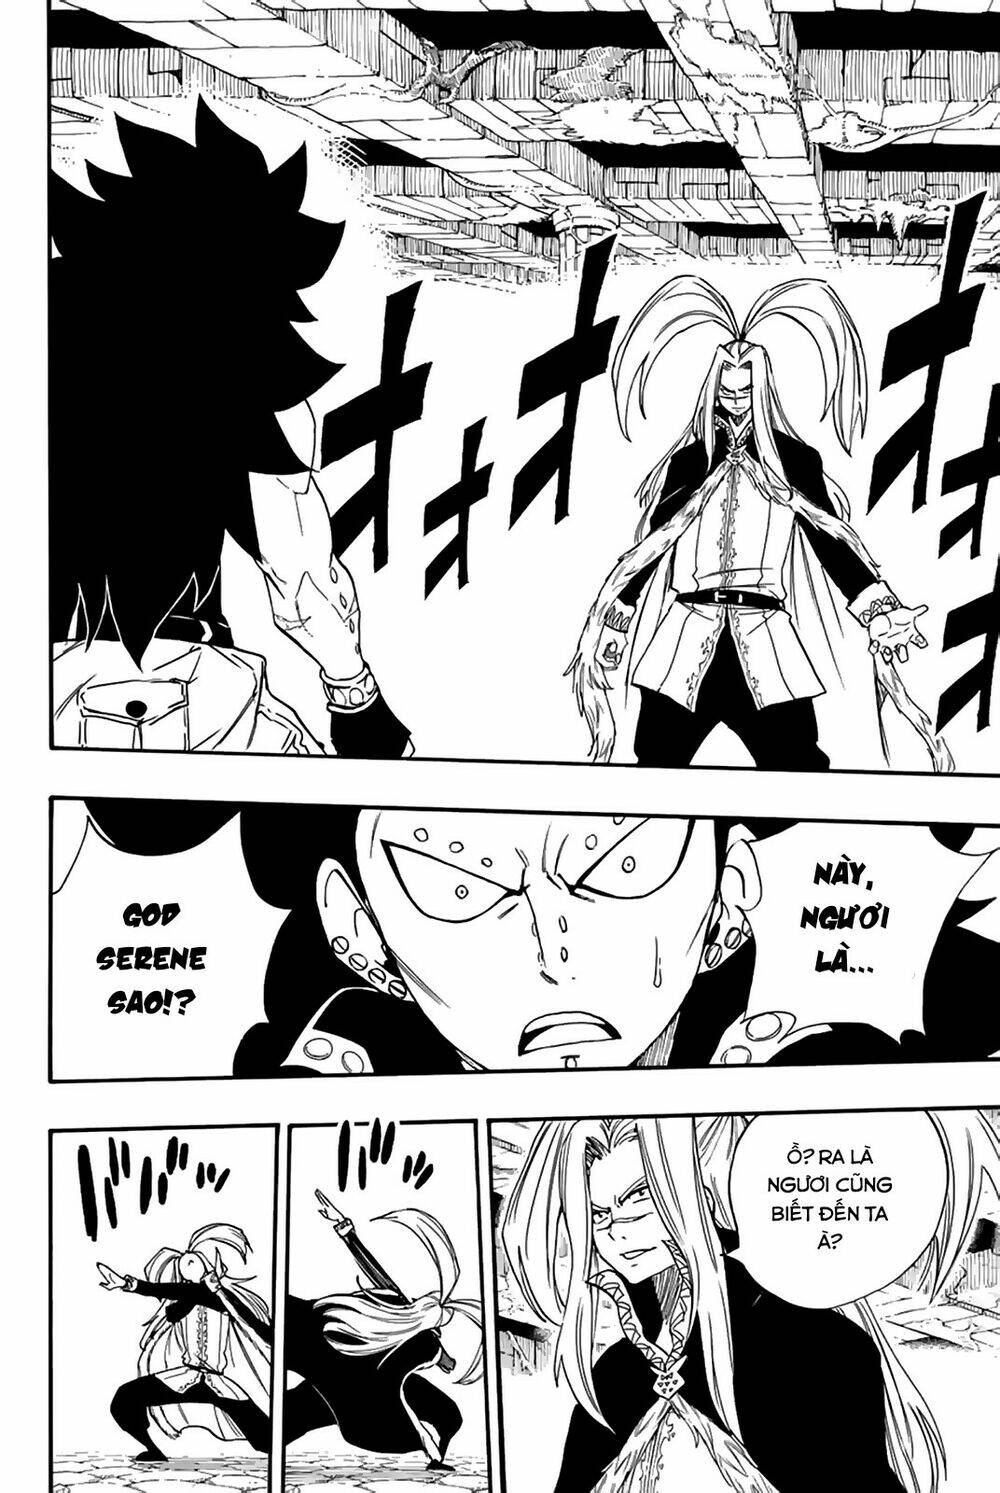 NÀY,
NGƯƠI
LÀ...
GOD
SERENE
SAO!?
Ồ? RA LÀ
NGƯƠI CŨNG
BIẾT ĐẾN TA
À?